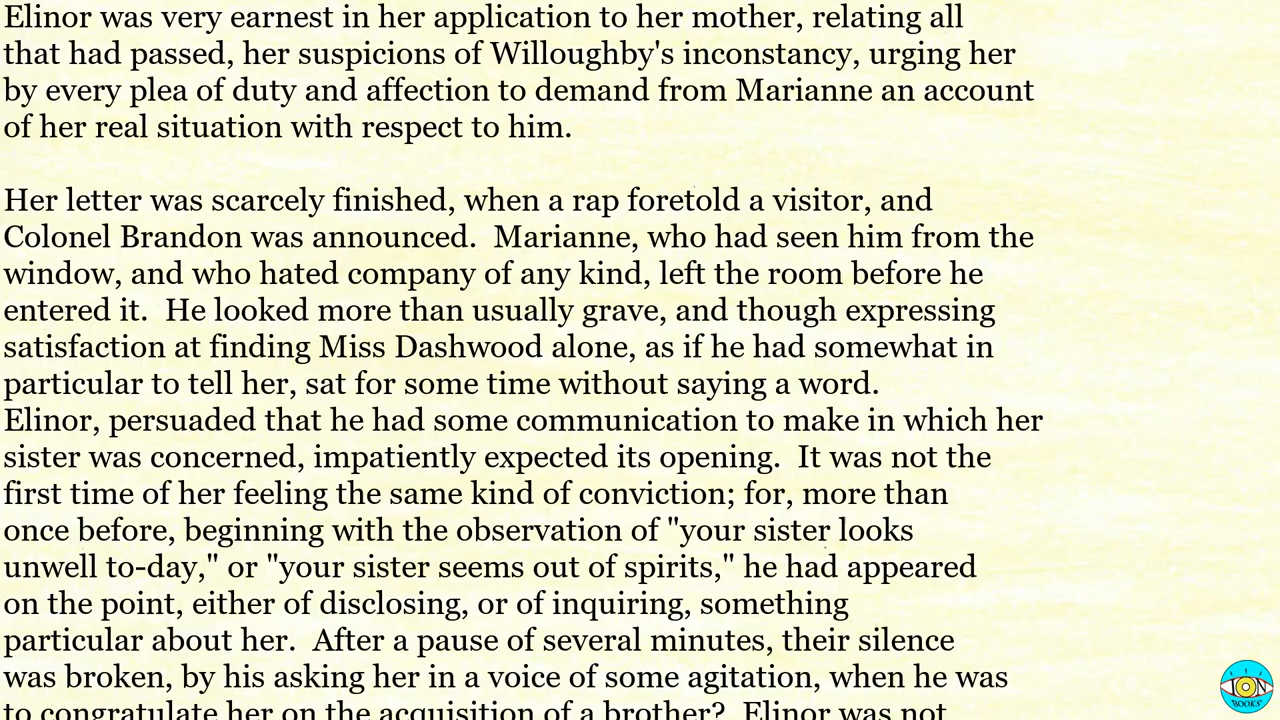 Elinor was very earnest in her application to her mother, relating all
that had passed, her suspicions of Willoughby's inconstancy, urging her
by every plea of duty and affection to demand from Marianne an account
of her real situation with respect to him.
Her letter was scarcely finished, when a rap foretold a visitor, and
Colonel Brandon was announced.  Marianne, who had seen him from the
window, and who hated company of any kind, left the room before he
entered it.  He looked more than usually grave, and though expressing
satisfaction at finding Miss Dashwood alone, as if he had somewhat in
particular to tell her, sat for some time without saying a word.
Elinor, persuaded that he had some communication to make in which her
sister was concerned, impatiently expected its opening.  It was not the
first time of her feeling the same kind of conviction; for, more than
once before, beginning with the observation of "your sister looks
unwell to-day," or "your sister seems out of spirits," he had appeared
on the point, either of disclosing, or of inquiring, something
particular about her.  After a pause of several minutes, their silence
was broken, by his asking her in a voice of some agitation, when he was
to congratulate her on the acquisition of a brother?  Elinor was not
ION
BOOKS